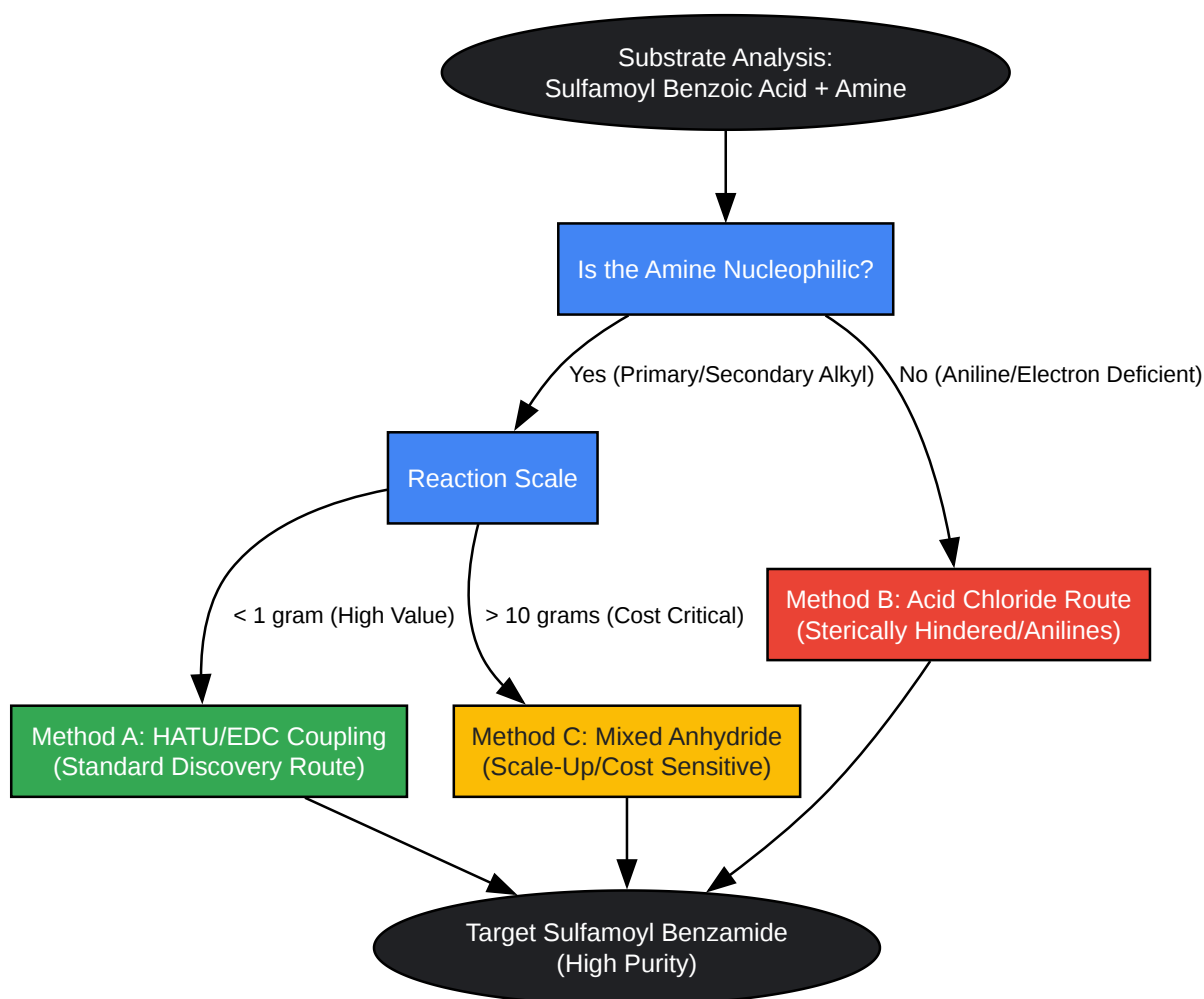 Substrate Analysis:
Sulfamoyl Benzoic Acid + Amine
Is the Amine Nucleophilic?
Yes (Primary/Secondary Alkyl)
No (Aniline/Electron Deficient)
Reaction Scale
< 1 gram (High Value)
> 10 grams (Cost Critical)
Method B: Acid Chloride Route
(Sterically Hindered/Anilines)
Method A: HATU/EDC Coupling
(Standard Discovery Route)
Method C: Mixed Anhydride
(Scale-Up/Cost Sensitive)
Target Sulfamoyl Benzamide
(High Purity)